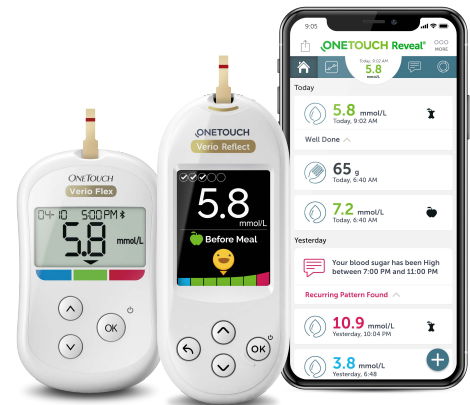 ONETOUCH
Verio Flex
04-10 5:00PM
5.8 mmol/L
OK
ONETOUCH
Verio Reflect
5.8
mmol/L
Before Meal
OK
9:05
ONETOUCH Reveal®
MORE
Today, 9:02 AM
5.8
mmol/L
Today
5.8 mmol/L
Today, 9:02 AM
Well Done
65 g
Today, 6:40 AM
7.2 mmol/L
Today, 6:40 AM
Yesterday
Your blood sugar has been High
between 7:00 PM and 11:00 PM
Recurring Pattern Found
10.9 mmol/L
Yesterday, 10:04 PM
3.8 mmol/L
Yesterday, 6:48